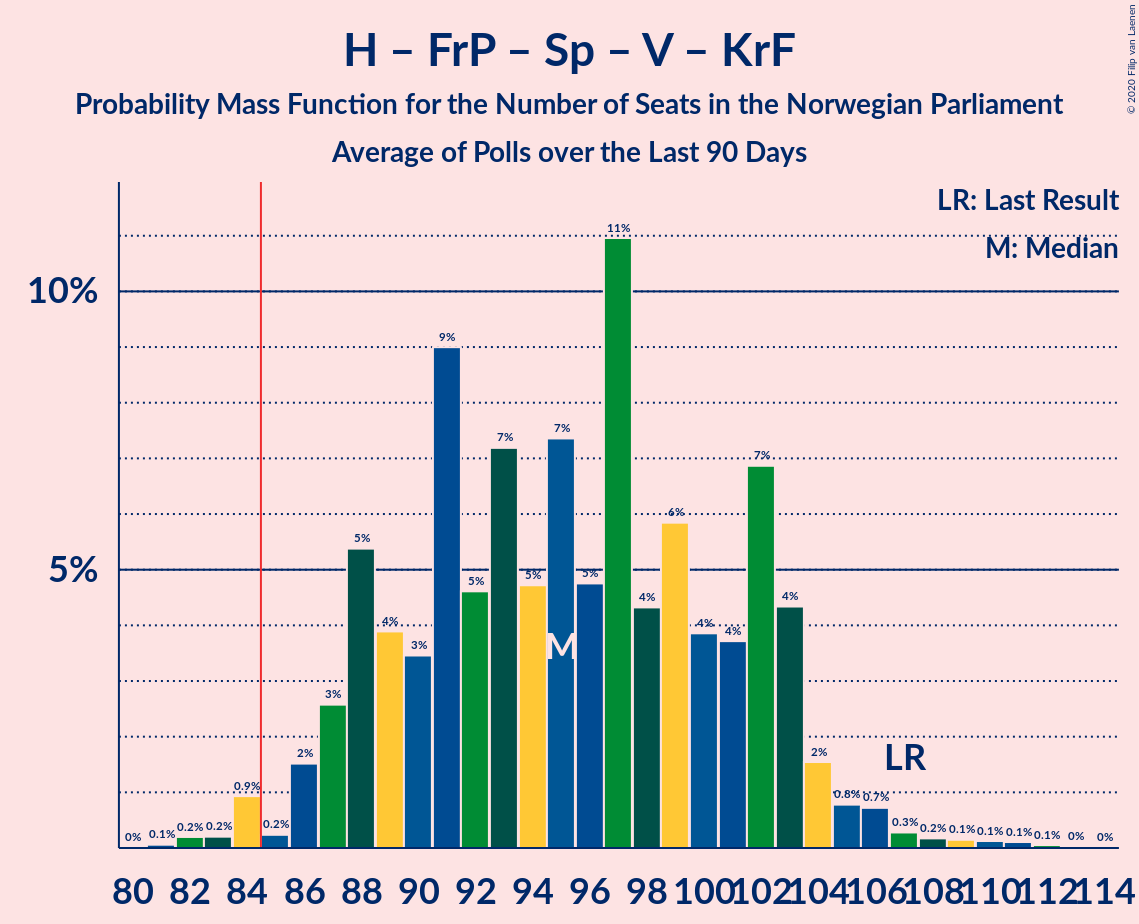 H – FrP – Sp – V – KrF
Probability Mass Function for the Number of Seats in the Norwegian Parliament
Average of Polls over the Last 90 Days
© 2020 Filip van Laenen
LR: Last Result
M: Median
10%
5%
0% 0.1% 0.2% 0.2% 0.9% 0.2% 2% 3% 5% 4% 3% 9% 5% 7% 5% 7% 5% 11% 4% 6% 4% 4% 7% 4% 2% 0.8% 0.7% 0.3% 0.2% 0.1% 0.1% 0.1% 0.1% 0% 0%
M
LR
80 82 84 86 88 90 92 94 96 98 100 102 104 106 108 110 112 114